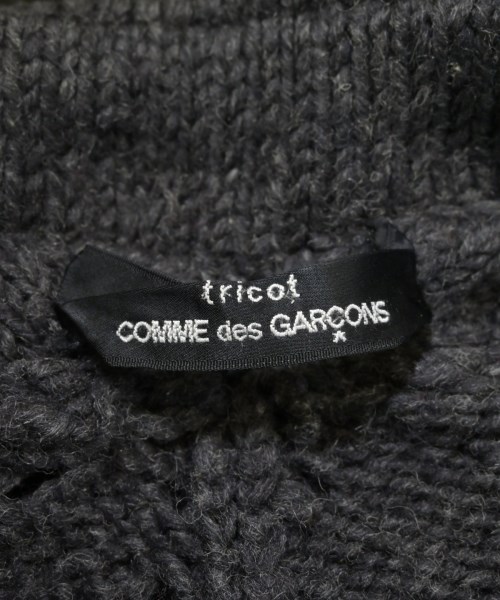 tricot
COMME des GARÇONS
*